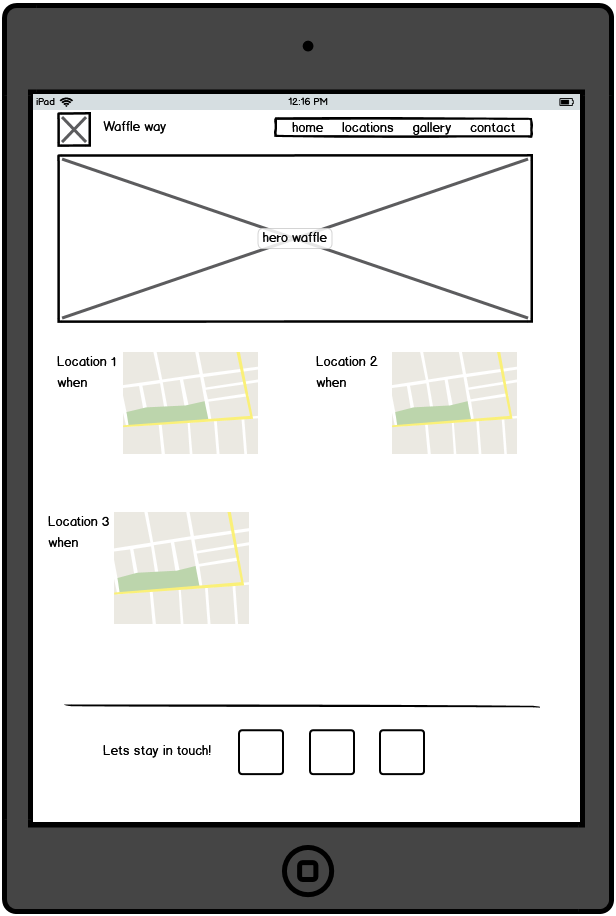 iPad 12:16 PM
Waffle way
home locations gallery contact
hero waffle
Location 1
when
Location 2
when
Location 3
when
Lets stay in touch!